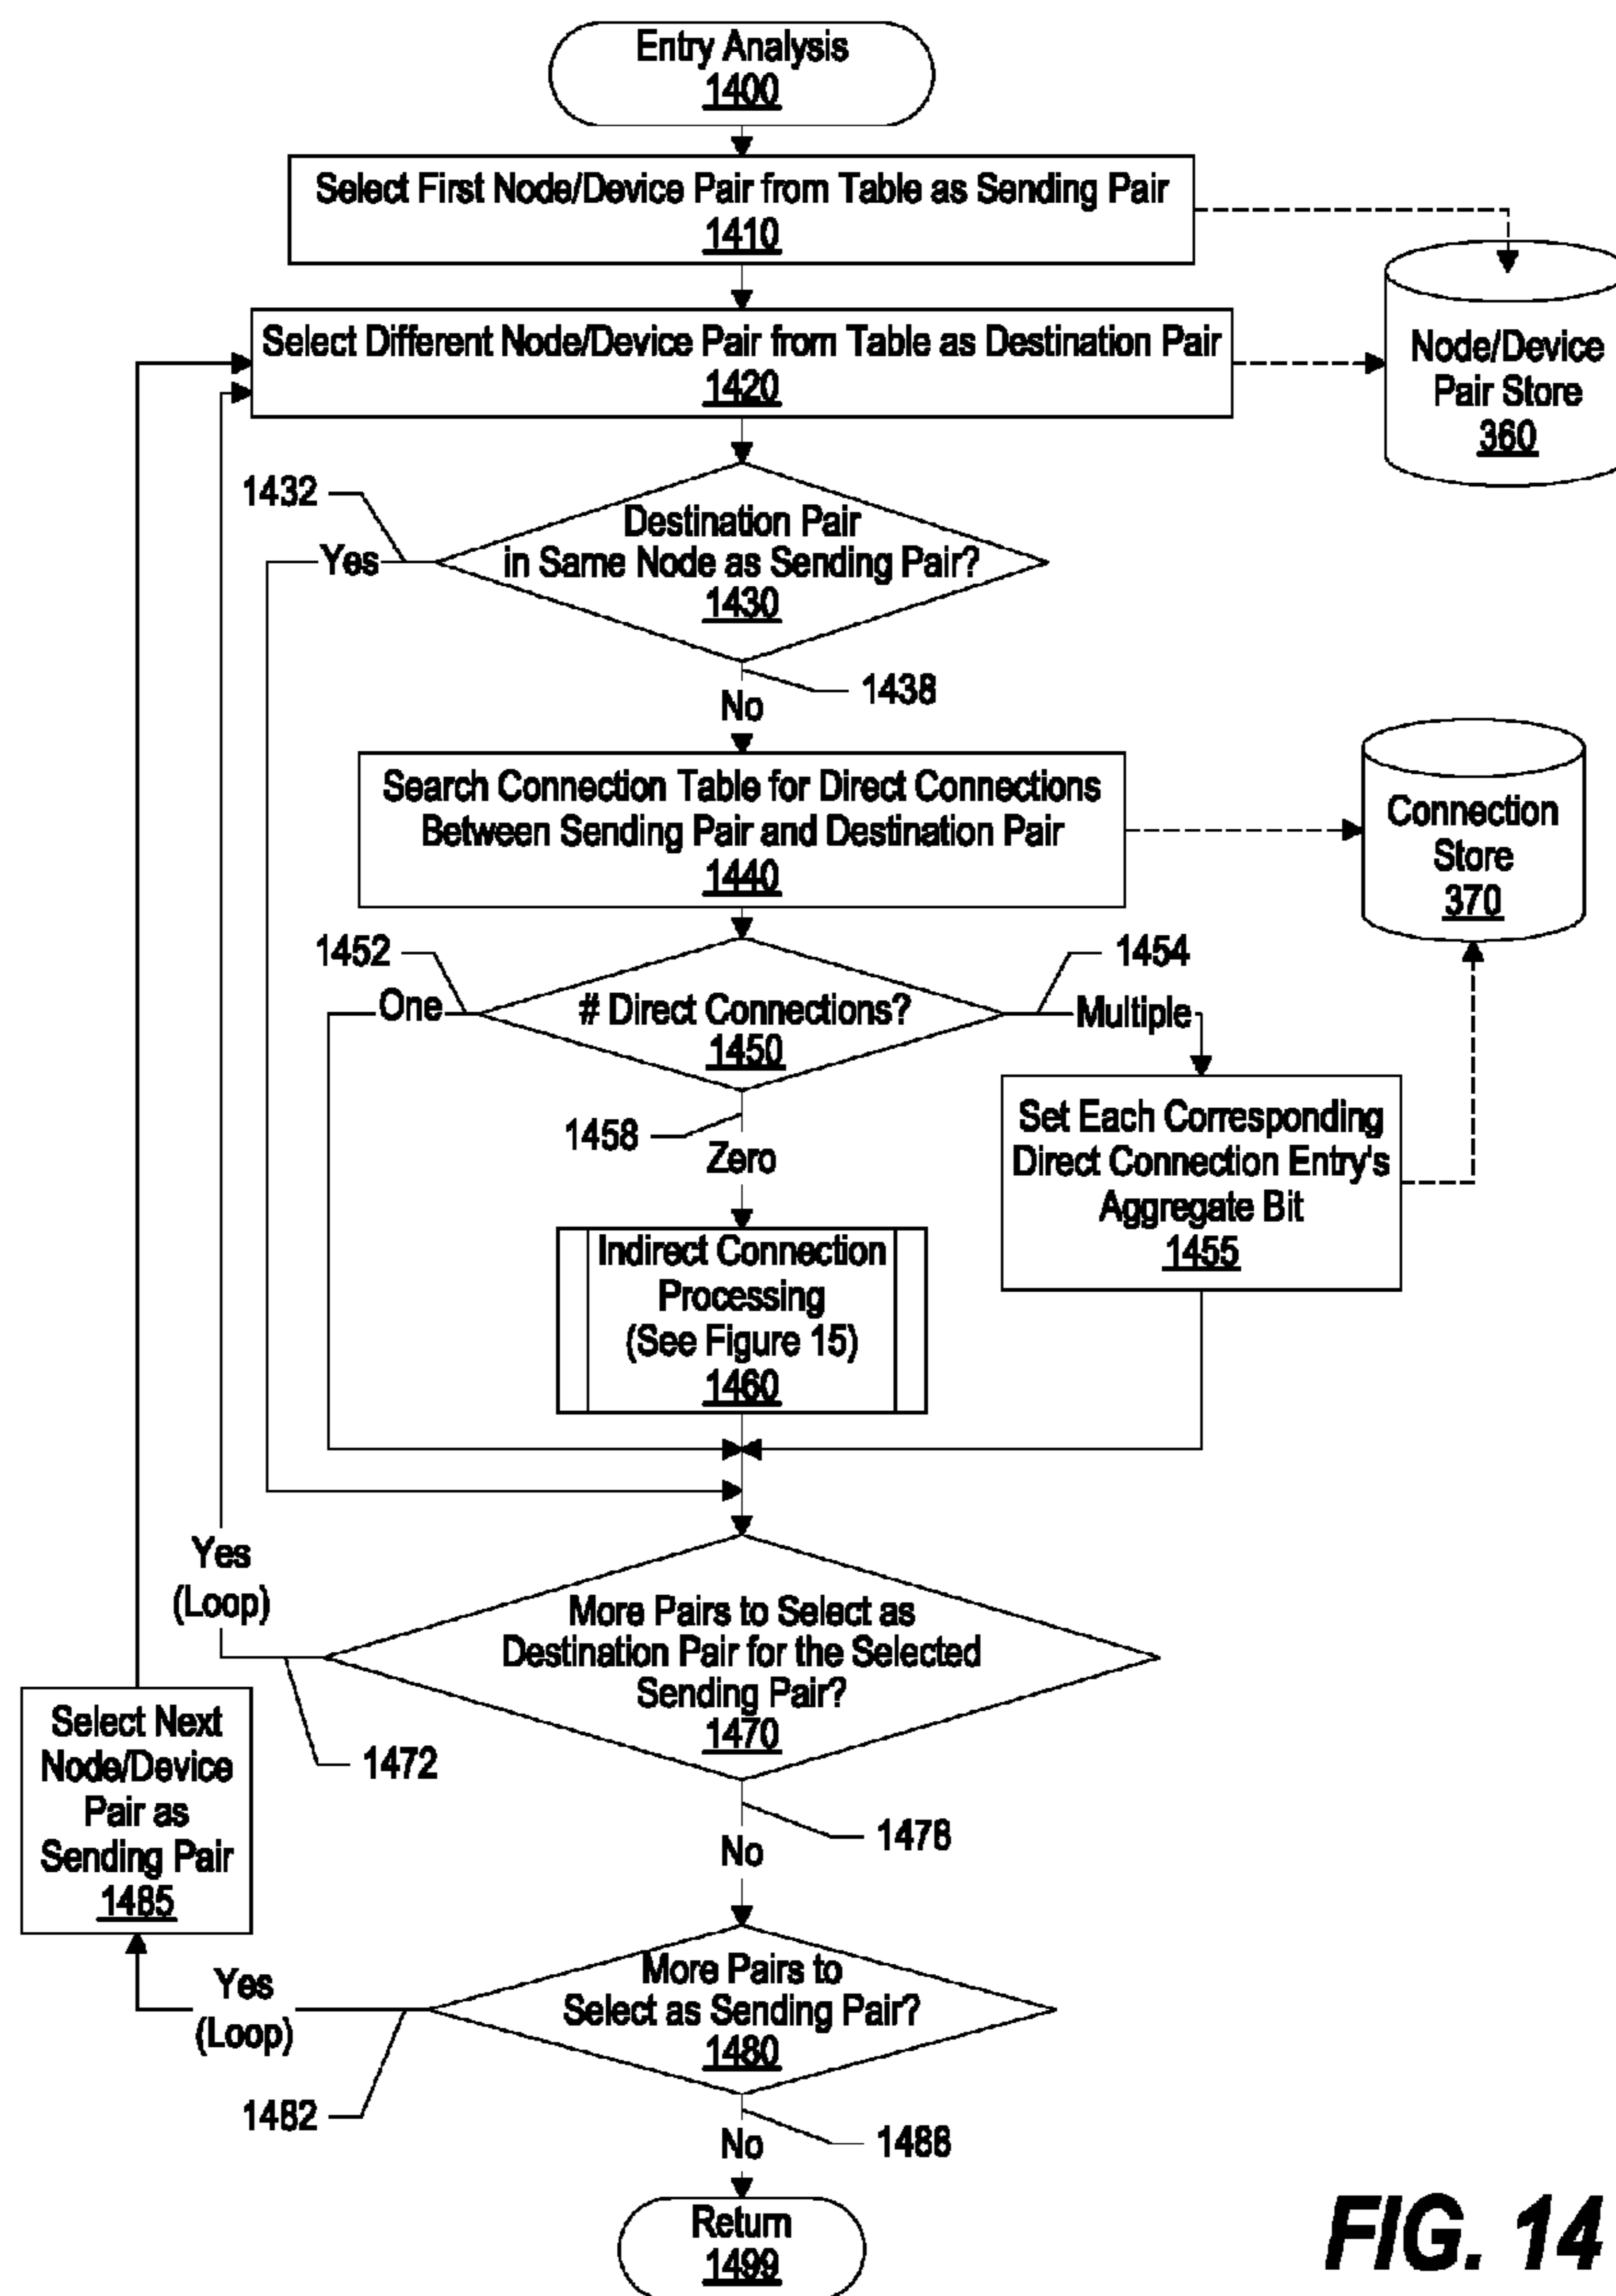 Entry Analysis
1400
Select First Node/Device Pair from Table as Sending Pair
1410
Select Different Node/Device Pair from Table as Destination Pair
1420
Node/Device
Pair Store
360
1432
Destination Pair
in Same Node as Sending Pair?
1430
Yes
1438
No
Search Connection Table for Direct Connections
Between Sending Pair and Destination Pair
1440
Connection
Store
370
1452
1454
One
# Direct Connections?
1450
Multiple
1458
Zero
Set Each Corresponding
Direct Connection Entry's
Aggregate Bit
1455
Indirect Connection
Processing
(See Figure 15)
1460
Yes
(Loop)
More Pairs to Select as
Destination Pair for the Selected
Sending Pair?
1470
1472
Select Next
Node/Device
Pair as
Sending Pair
1485
1478
No
More Pairs to
Select as Sending Pair?
1480
Yes
(Loop)
1482
1488
No
Return
1499
FIG. 14